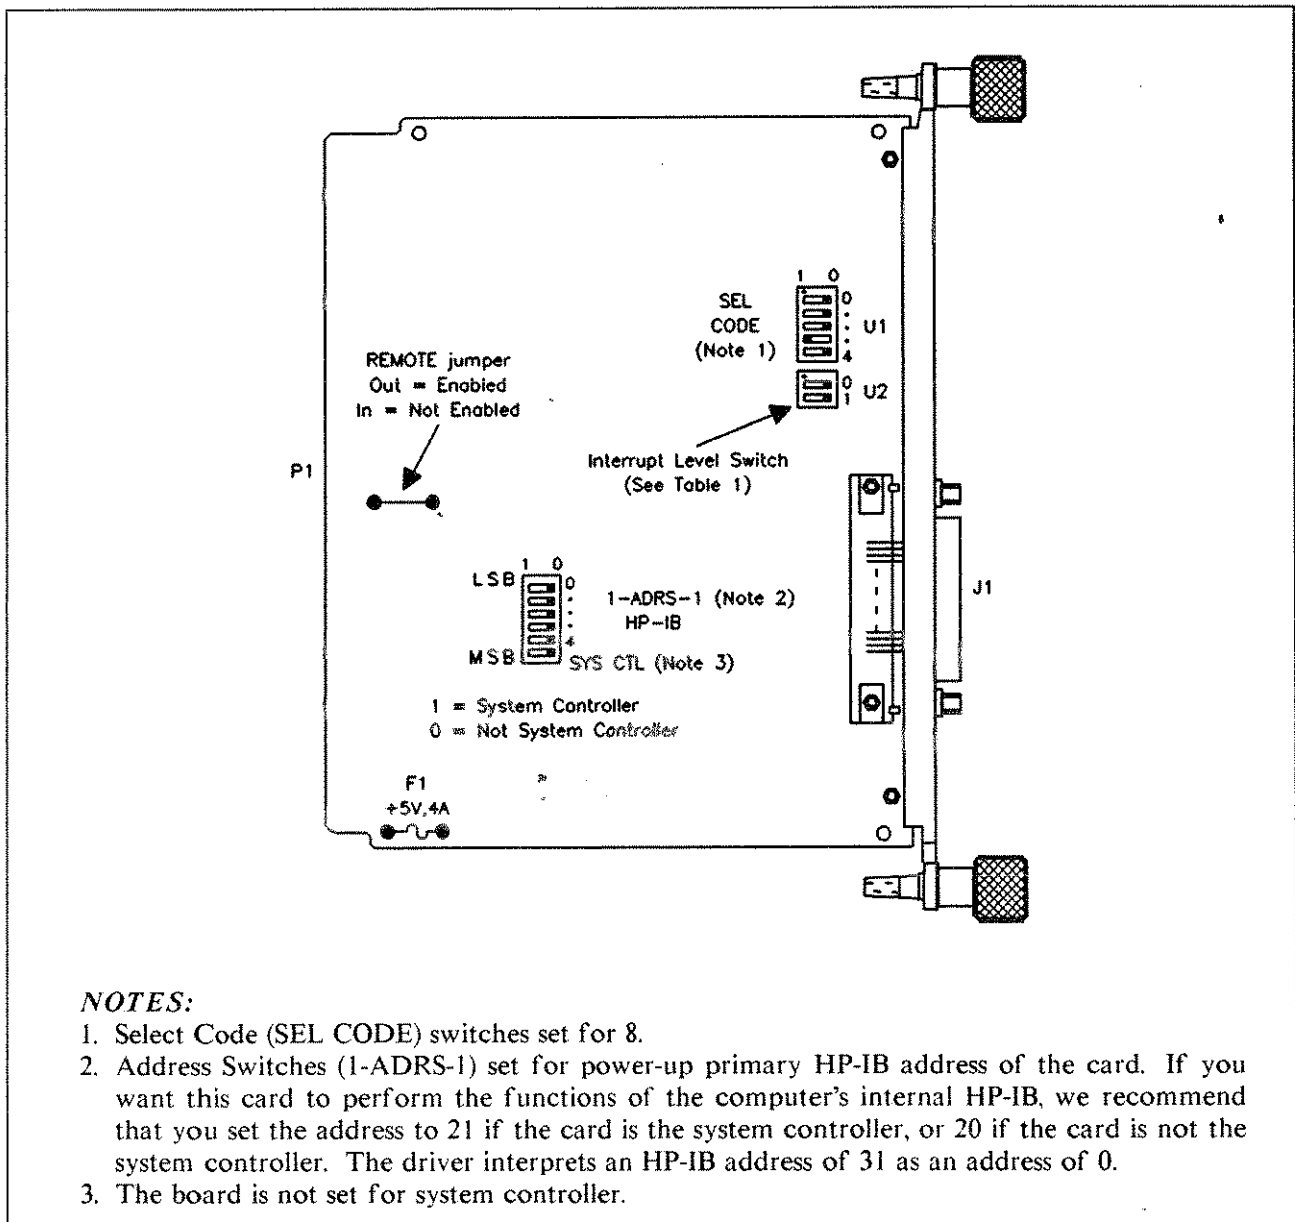 1 0
SEL
CODE
(Note 1)
0
4
U1
0
1
U2
REMOTE jumper
Out = Enabled
In = Not Enabled
P1
Interrupt Level Switch
(See Table 1)
1 0
LSB
0
4
MSB
1-ADRS-1 (Note 2)
HP-IB
SYS CTL (Note 3)
J1
1 = System Controller
0 = Not System Controller
F1
+5V,4A
NOTES:
1. Select Code (SEL CODE) switches set for 8.
2. Address Switches (1-ADRS-1) set for power-up primary HP-IB address of the card. If you
want this card to perform the functions of the computer's internal HP-IB, we recommend
that you set the address to 21 if the card is the system controller, or 20 if the card is not the
system controller. The driver interprets an HP-IB address of 31 as an address of 0.
3. The board is not set for system controller.